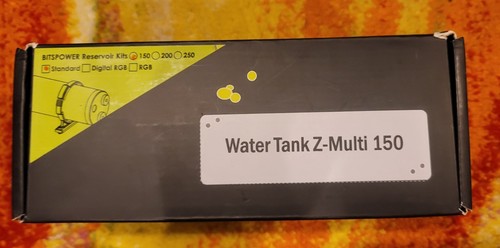 BITSPOWER Reservoir Kits 150 200 250
Standard Digital RGB RGB
Water Tank Z-Multi 150